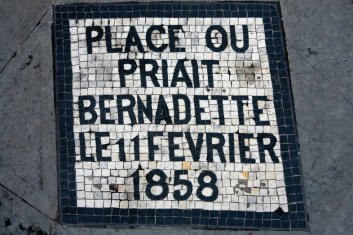 PLACE OU
PRIAIT
BERNADETTE
LE 11 FEVRIER
1858